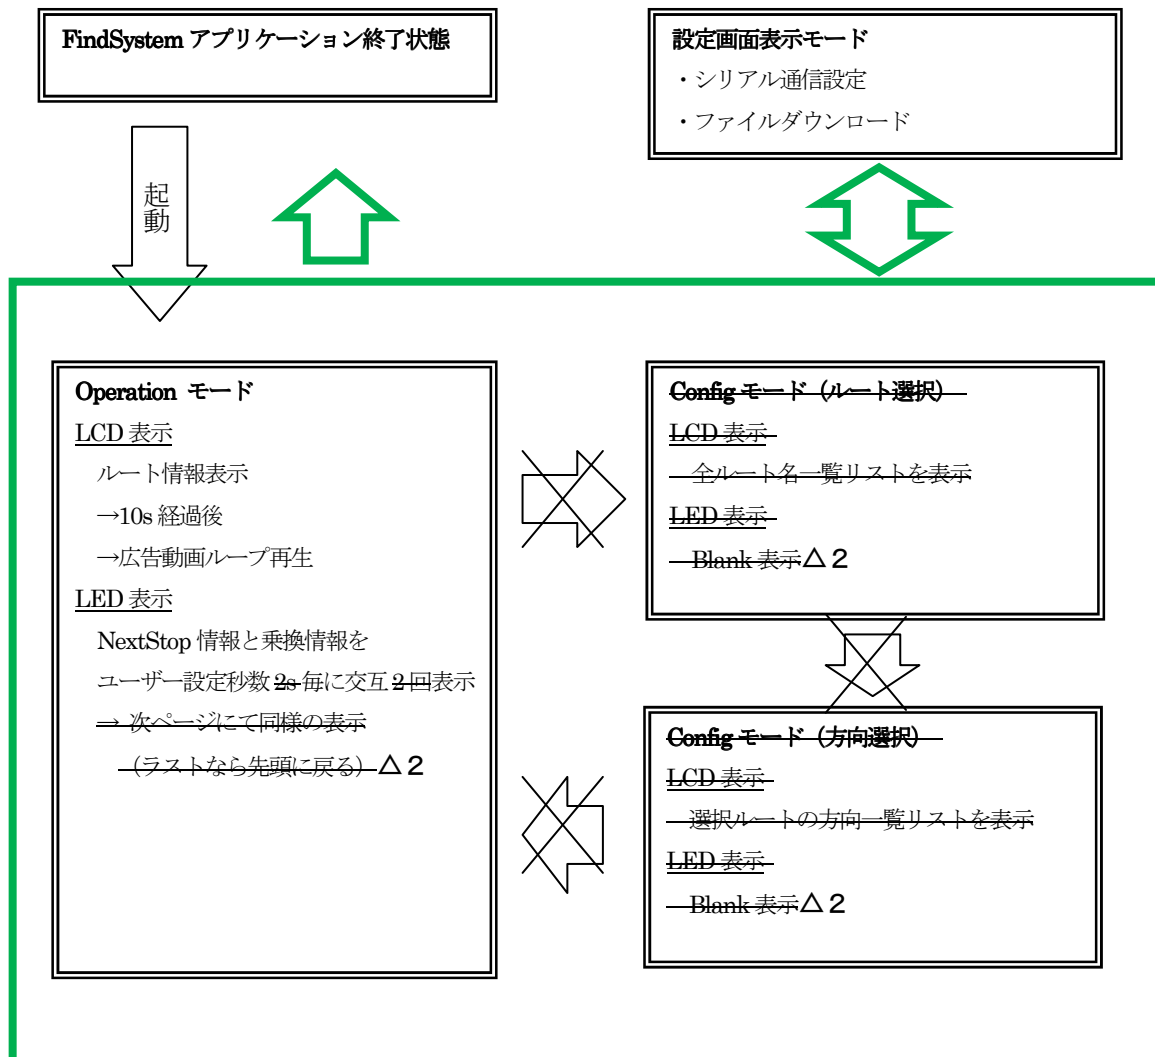 FindSystem アプリケーション終了状態
設定画面表示モード
・シリアル通信設定
・ファイルダウンロード
起動
Operation モード
LCD 表示
ルート情報表示
→10s 経過後
→広告動画ループ再生
LED 表示
NextStop 情報と乗換情報を
ユーザー設定秒数 2s 毎に交互 2 回表示
→ 次ページにて同様の表示
（ラストなら先頭に戻る）△２
Config モード（ルート選択）
LCD 表示
全ルート名一覧リストを表示
LED 表示
Blank 表示△２
Config モード（方向選択）
LCD 表示
選択ルートの方向一覧リストを表示
LED 表示
Blank 表示△２